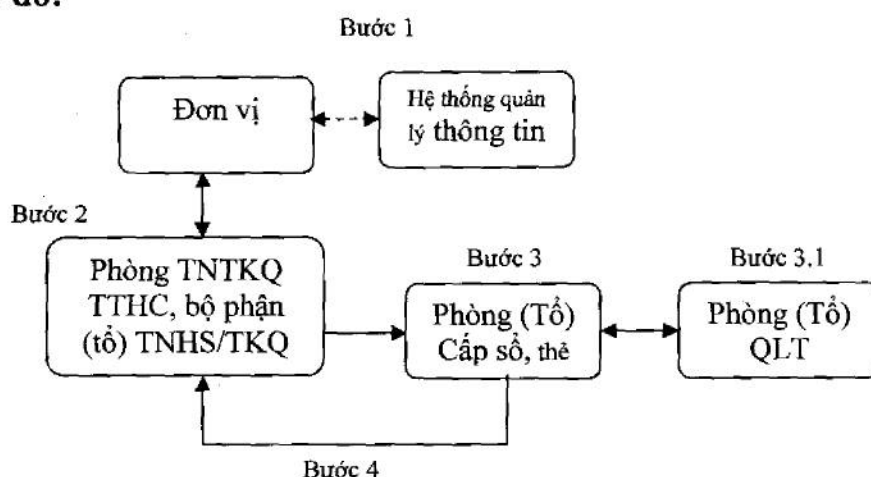 đồ:
Bước 1
Đơn vị
Hệ thống quản
lý thông tin
Bước 2
Phòng TNTKQ
TTHC, bộ phận
(tổ) TNHS/TKQ
Bước 3
Phòng (Tổ)
Cấp sổ, thẻ
Bước 3.1
Phòng (Tổ)
QLT
Bước 4